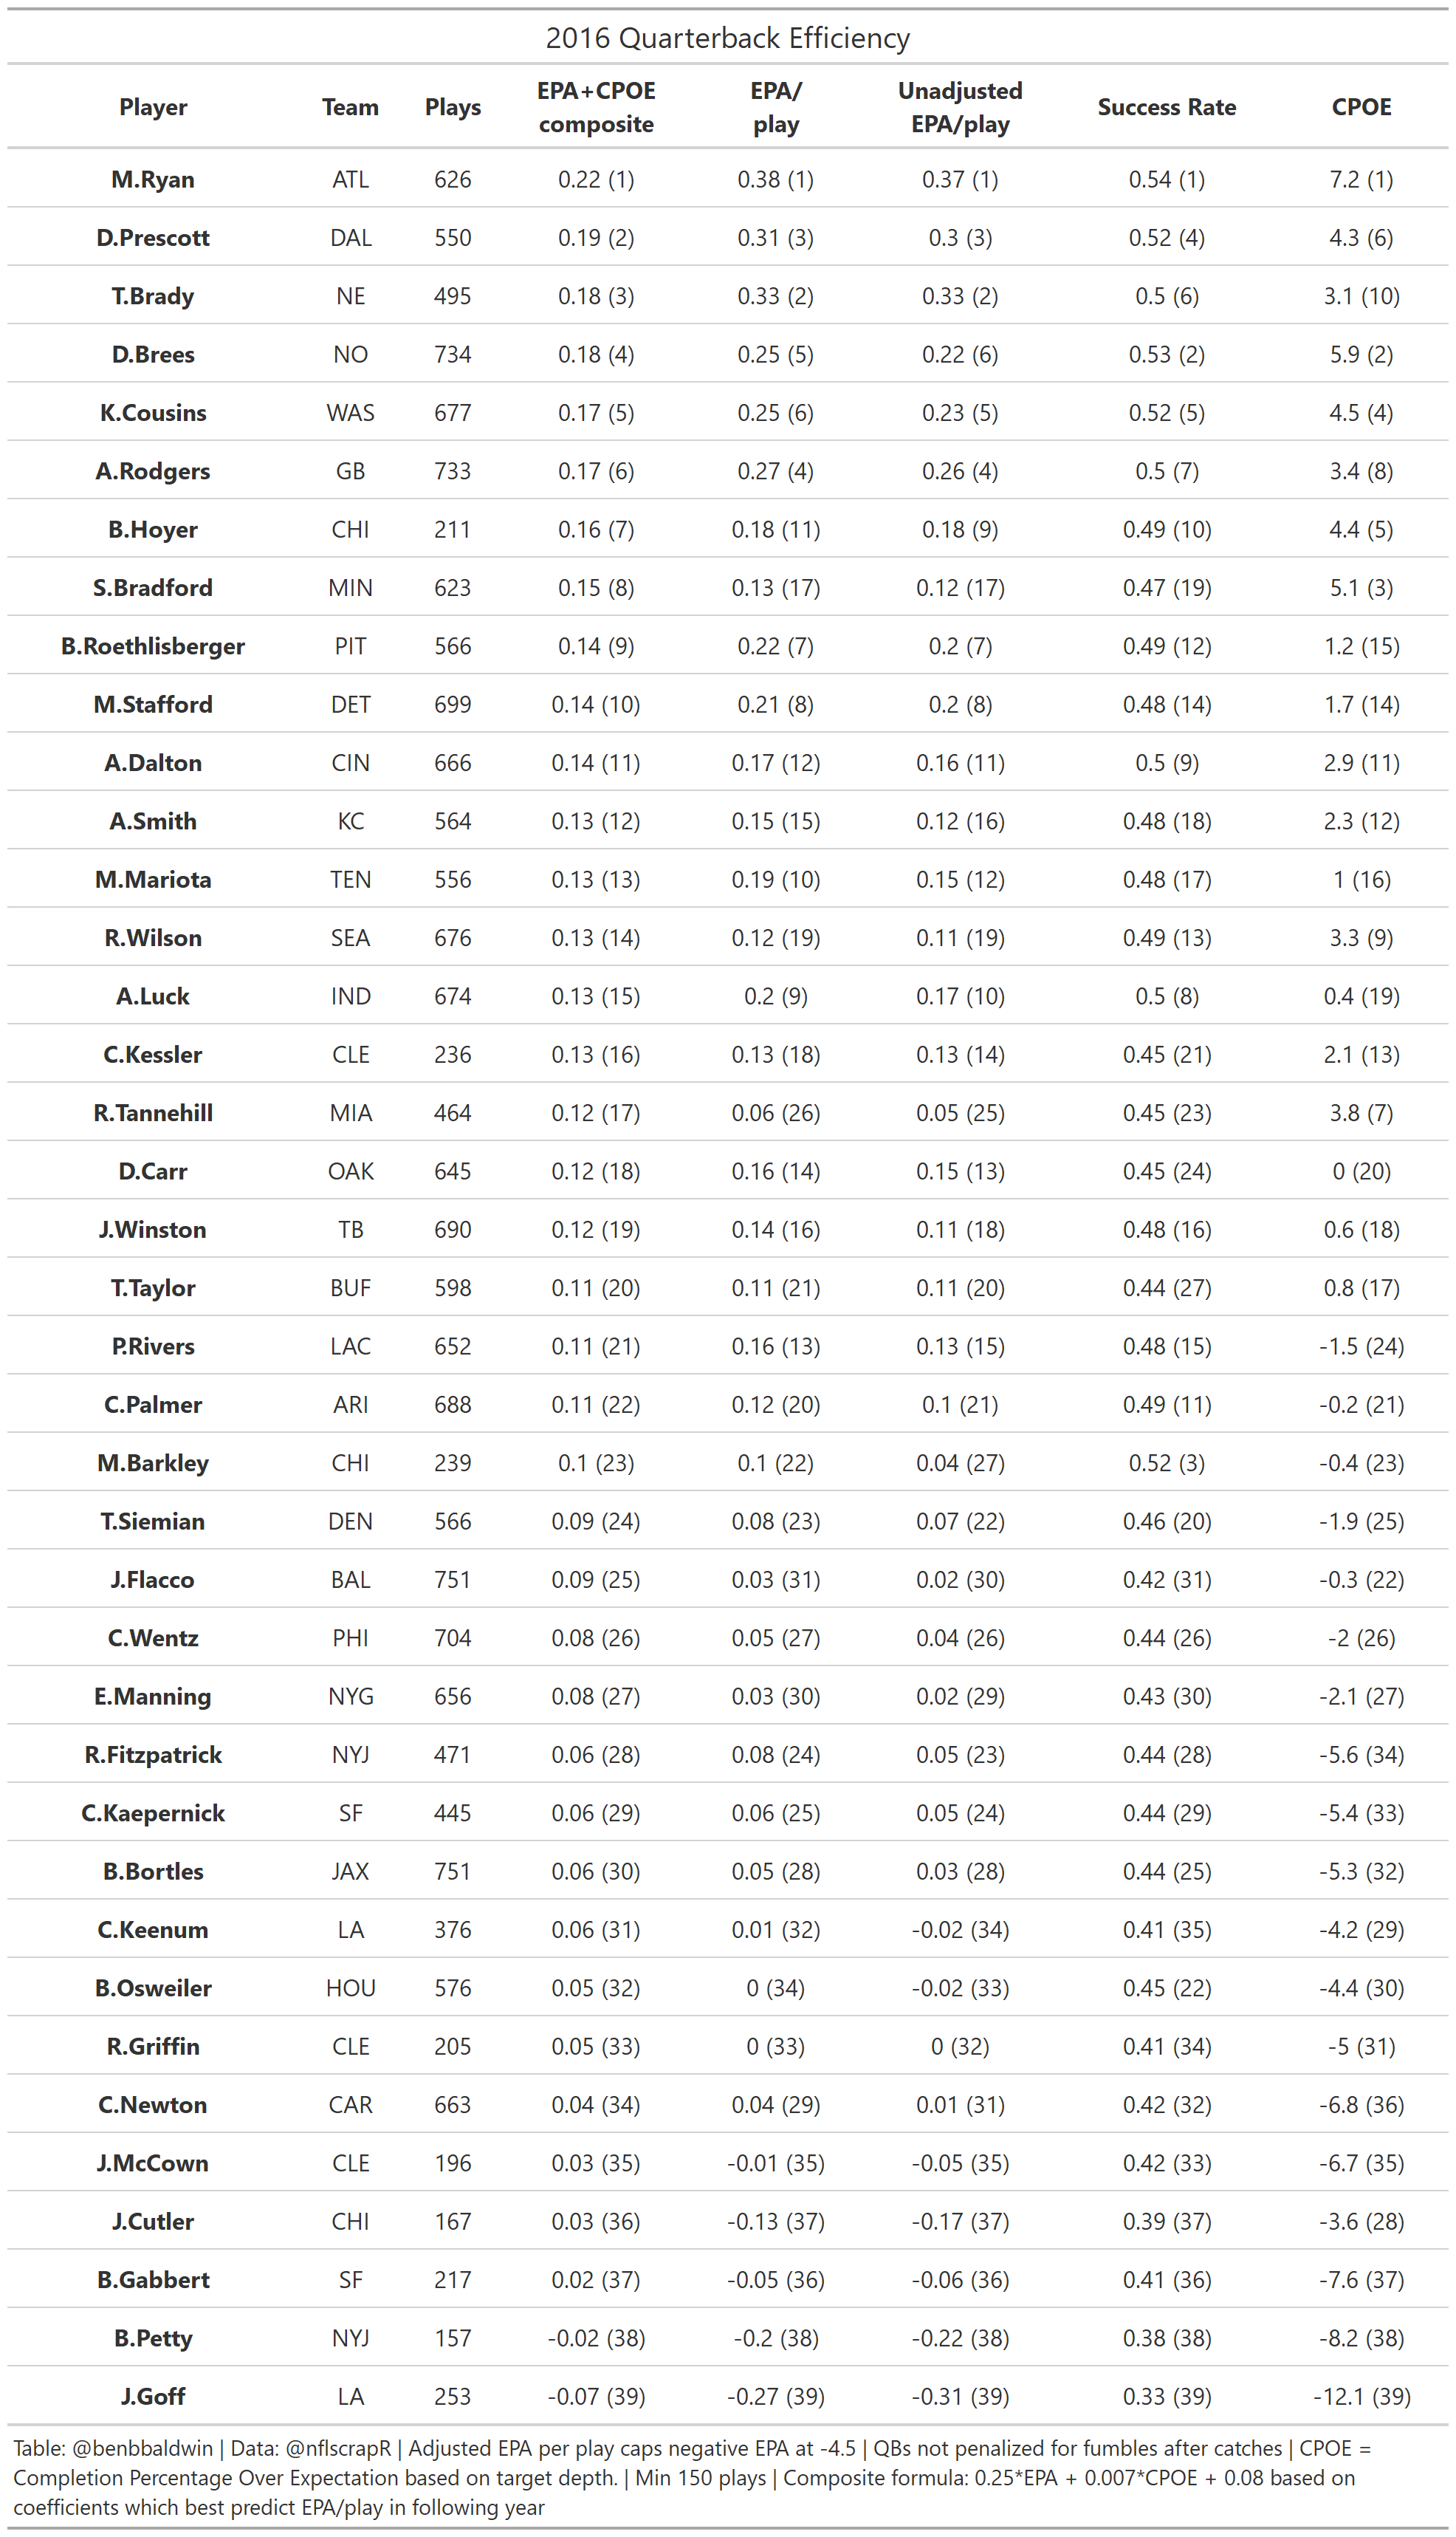 2016 Quarterback Efficiency
Player Team Plays EPA+CPOE composite EPA/ play Unadjusted EPA/play Success Rate CPOE
M.Ryan ATL 626 0.22 (1) 0.38 (1) 0.37 (1) 0.54 (1) 7.2 (1)
D.Prescott DAL 550 0.19 (2) 0.31 (3) 0.3 (3) 0.52 (4) 4.3 (6)
T.Brady NE 495 0.18 (3) 0.33 (2) 0.33 (2) 0.5 (6) 3.1 (10)
D.Brees NO 734 0.18 (4) 0.25 (5) 0.22 (6) 0.53 (2) 5.9 (2)
K.Cousins WAS 677 0.17 (5) 0.25 (6) 0.23 (5) 0.52 (5) 4.5 (4)
A.Rodgers GB 733 0.17 (6) 0.27 (4) 0.26 (4) 0.5 (7) 3.4 (8)
B.Hoyer CHI 211 0.16 (7) 0.18 (11) 0.18 (9) 0.49 (10) 4.4 (5)
S.Bradford MIN 623 0.15 (8) 0.13 (17) 0.12 (17) 0.47 (19) 5.1 (3)
B.Roethlisberger PIT 566 0.14 (9) 0.22 (7) 0.2 (7) 0.49 (12) 1.2 (15)
M.Stafford DET 699 0.14 (10) 0.21 (8) 0.2 (8) 0.48 (14) 1.7 (14)
A.Dalton CIN 666 0.14 (11) 0.17 (12) 0.16 (11) 0.5 (9) 2.9 (11)
A.Smith KC 564 0.13 (12) 0.15 (15) 0.12 (16) 0.48 (18) 2.3 (12)
M.Mariota TEN 556 0.13 (13) 0.19 (10) 0.15 (12) 0.48 (17) 1 (16)
R.Wilson SEA 676 0.13 (14) 0.12 (19) 0.11 (19) 0.49 (13) 3.3 (9)
A.Luck IND 674 0.13 (15) 0.2 (9) 0.17 (10) 0.5 (8) 0.4 (19)
C.Kessler CLE 236 0.13 (16) 0.13 (18) 0.13 (14) 0.45 (21) 2.1 (13)
R.Tannehill MIA 464 0.12 (17) 0.06 (26) 0.05 (25) 0.45 (23) 3.8 (7)
D.Carr OAK 645 0.12 (18) 0.16 (14) 0.15 (13) 0.45 (24) 0 (20)
J.Winston TB 690 0.12 (19) 0.14 (16) 0.11 (18) 0.48 (16) 0.6 (18)
T.Taylor BUF 598 0.11 (20) 0.11 (21) 0.11 (20) 0.44 (27) 0.8 (17)
P.Rivers LAC 652 0.11 (21) 0.16 (13) 0.13 (15) 0.48 (15) -1.5 (24)
C.Palmer ARI 688 0.11 (22) 0.12 (20) 0.1 (21) 0.49 (11) -0.2 (21)
M.Barkley CHI 239 0.1 (23) 0.1 (22) 0.04 (27) 0.52 (3) -0.4 (23)
T.Siemian DEN 566 0.09 (24) 0.08 (23) 0.07 (22) 0.46 (20) -1.9 (25)
J.Flacco BAL 751 0.09 (25) 0.03 (31) 0.02 (30) 0.42 (31) -0.3 (22)
C.Wentz PHI 704 0.08 (26) 0.05 (27) 0.04 (26) 0.44 (26) -2 (26)
E.Manning NYG 656 0.08 (27) 0.03 (30) 0.02 (29) 0.43 (30) -2.1 (27)
R.Fitzpatrick NYJ 471 0.06 (28) 0.08 (24) 0.05 (23) 0.44 (28) -5.6 (34)
C.Kaepernick SF 445 0.06 (29) 0.06 (25) 0.05 (24) 0.44 (29) -5.4 (33)
B.Bortles JAX 751 0.06 (30) 0.05 (28) 0.03 (28) 0.44 (25) -5.3 (32)
C.Keenum LA 376 0.06 (31) 0.01 (32) -0.02 (34) 0.41 (35) -4.2 (29)
B.Osweiler HOU 576 0.05 (32) 0 (34) -0.02 (33) 0.45 (22) -4.4 (30)
R.Griffin CLE 205 0.05 (33) 0 (33) 0 (32) 0.41 (34) -5 (31)
C.Newton CAR 663 0.04 (34) 0.04 (29) 0.01 (31) 0.42 (32) -6.8 (36)
J.McCown CLE 196 0.03 (35) -0.01 (35) -0.05 (35) 0.42 (33) -6.7 (35)
J.Cutler CHI 167 0.03 (36) -0.13 (37) -0.17 (37) 0.39 (37) -3.6 (28)
B.Gabbert SF 217 0.02 (37) -0.05 (36) -0.06 (36) 0.41 (36) -7.6 (37)
B.Petty NYJ 157 -0.02 (38) -0.2 (38) -0.22 (38) 0.38 (38) -8.2 (38)
J.Goff LA 253 -0.07 (39) -0.27 (39) -0.31 (39) 0.33 (39) -12.1 (39)
Table: @benbbaldwin | Data: @nflscrapR | Adjusted EPA per play caps negative EPA at -4.5 | QBs not penalized for fumbles after catches | CPOE =
Completion Percentage Over Expectation based on target depth. | Min 150 plays | Composite formula: 0.25*EPA + 0.007*CPOE + 0.08 based on
coefficients which best predict EPA/play in following year